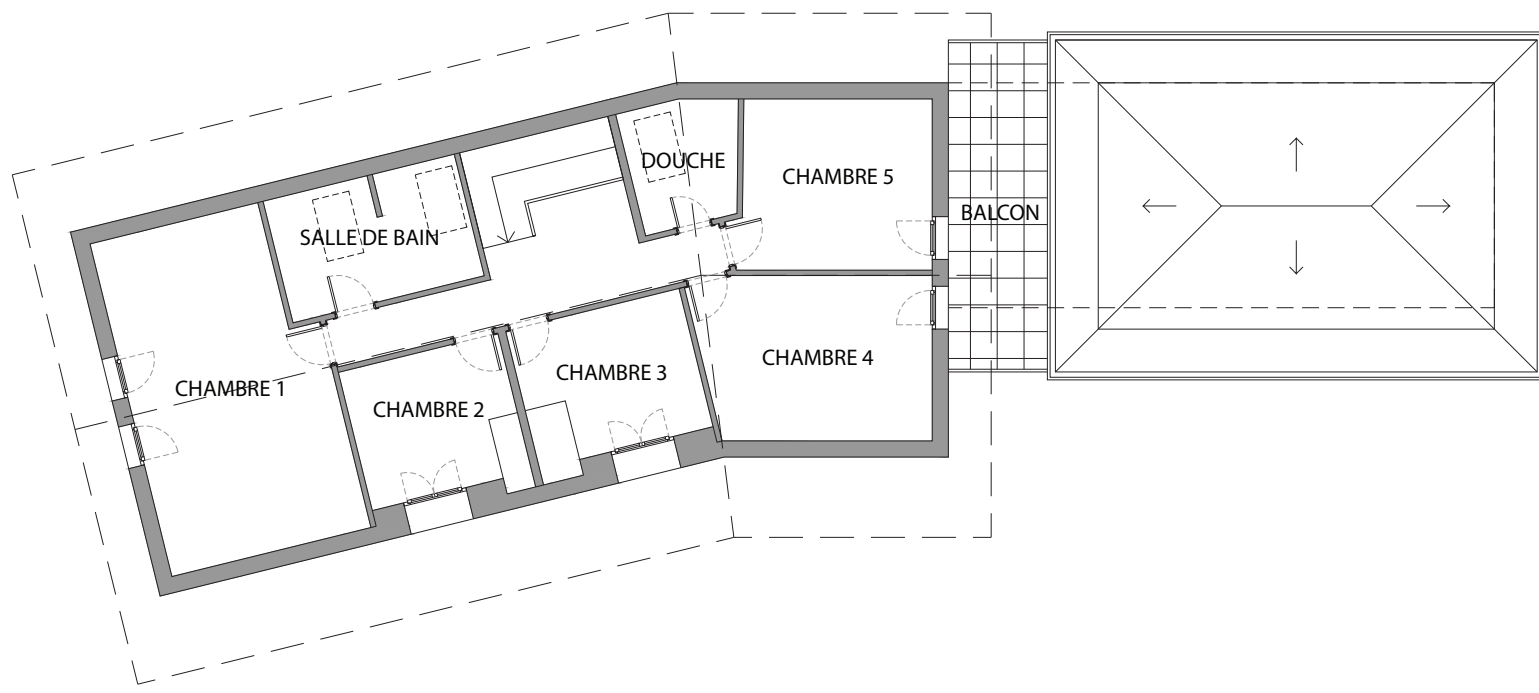 DOUCHE
CHAMBRE 5
BALCON
SALLE DE BAIN
CHAMBRE 4
CHAMBRE 3
CHAMBRE 1
CHAMBRE 2